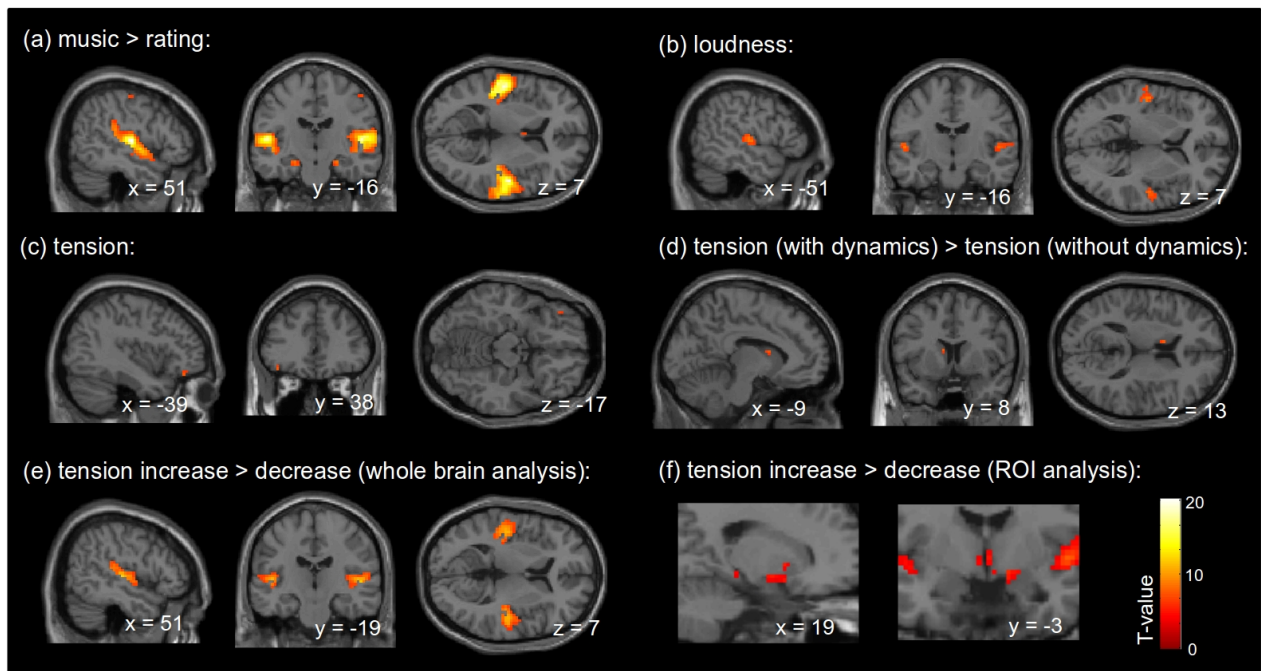 (a) music > rating:
x = 51
y = -16
z = 7
(b) loudness:
x = -51
y = -16
z = 7
(c) tension:
x = -39
y = 38
z = -17
(d) tension (with dynamics) > tension (without dynamics):
x = -9
y = 8
z = 13
(e) tension increase > decrease (whole brain analysis):
x = 51
y = -19
z = 7
(f) tension increase > decrease (ROI analysis):
x = 19
y = -3
T-value
20
10
0